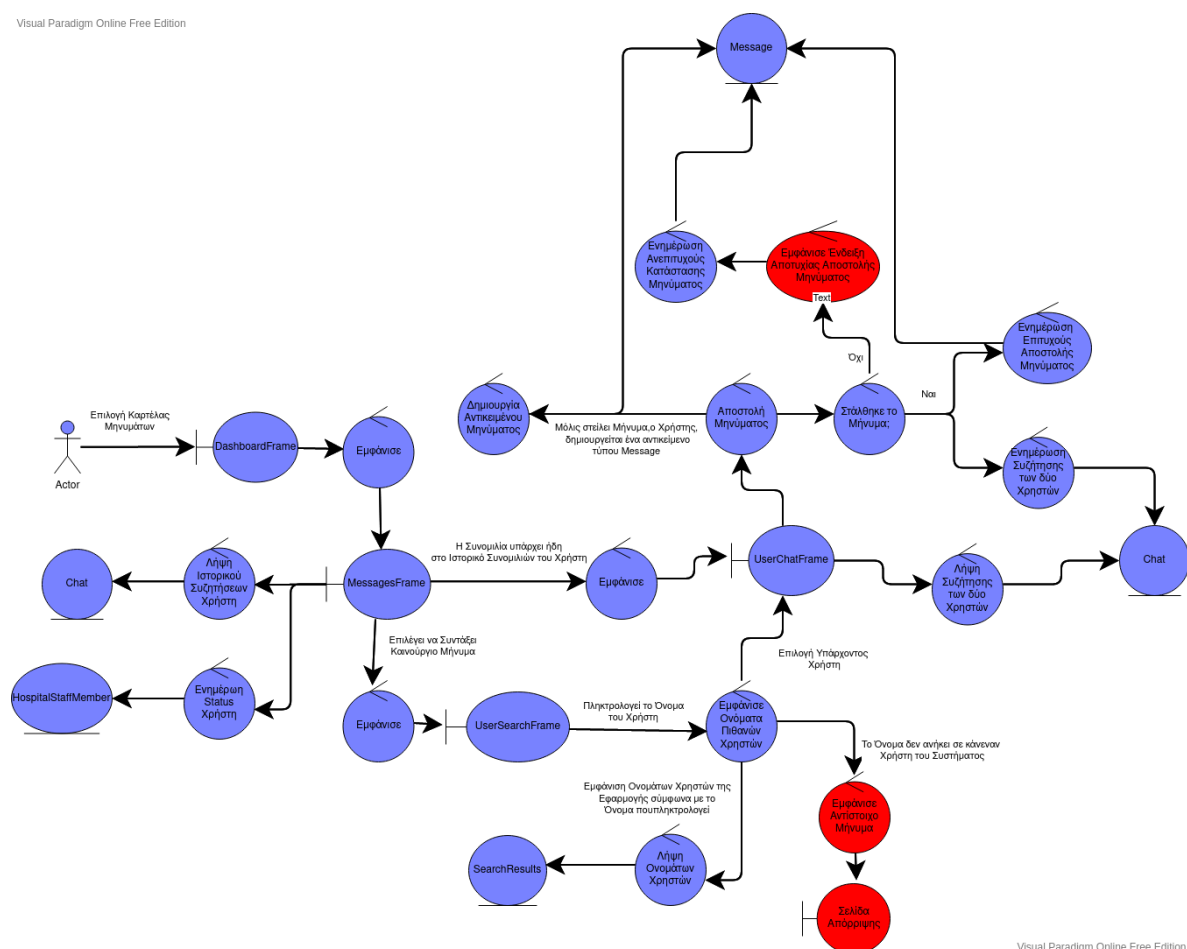 Visual Paradigm Online Free Edition
Message
Ενημέρωση
Ανεπιτυχούς
Κατάστασης
Μηνύματος
Εμφάνισε Ένδειξη
Αποτυχίας Αποστολής
Μηνύματος
Text
Όχι
Ενημέρωση
Επιτυχούς
Αποστολής
Μηνύματος
Ναι
Δημιουργία
Αντικειμένου
Μηνύματος
Μόλις στείλει Μήνυμα,ο Χρήστης,
δημιουργείται ένα αντικείμενο
τύπου Message
Αποστολή
Μηνύματος
Στάλθηκε το
Μήνυμα;
Επιλογή Καρτέλας
Μηνυμάτων
Actor
DashboardFrame
Εμφάνισε
Ενημέρωση
Συζήτησης
των δύο
Χρηστών
Chat
Λήψη
Ιστορικού
Συζητήσεων
Χρήστη
MessagesFrame
Η Συνομιλία υπάρχει ήδη
στο Ιστορικό Συνομιλιών του Χρήστη
Εμφάνισε
UserChatFrame
Λήψη
Συζήτησης
των δύο
Χρηστών
Chat
Επιλέγει να Συντάξει
Καινούργιο Μήνυμα
Επιλογή Υπάρχοντος
Χρήστη
HospitalStaffMember
Ενημέρωη
Status
Χρήστη
Εμφάνισε
UserSearchFrame
Πληκτρολογεί το Όνομα
του Χρήστη
Εμφάνισε
Ονόματα
Πιθανών
Χρηστών
Το Όνομα δεν ανήκει σε κάνεναν
Χρήστη του Συστήματος
Εμφάνιση Ονομάτων Χρηστών της
Εφαρμογής σύμφωνα με το
Όνομα πουπληκτρολογεί
Εμφάνισε
Αντίστοιχο
Μήνυμα
SearchResults
Λήψη
Ονομάτων
Χρηστών
Σελίδα
Απόρριψης
Visual Paradigm Online Free Edition